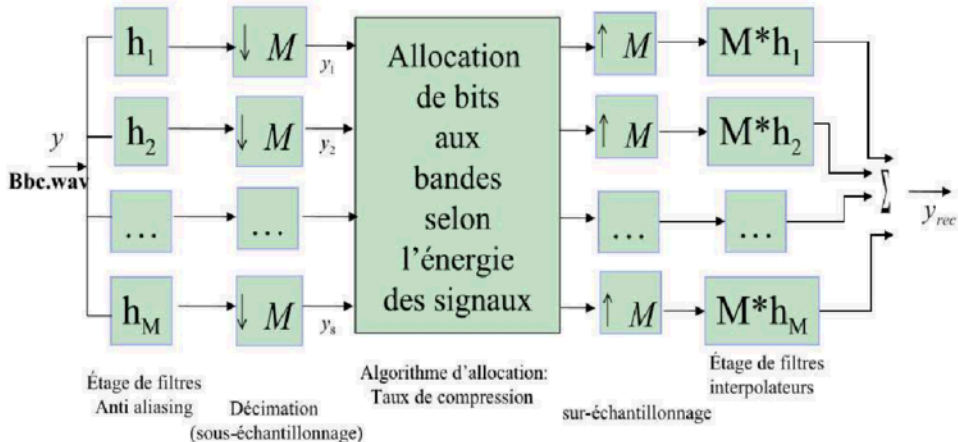 h1 ↓ M y1 ↑ M M*h1
Allocation
de bits
aux
bandes
selon
l'énergie
des signaux
y
Bbc.wav
h2 ↓ M y2 ↑ M M*h2
... ... ... ...
Σ
yrec
hM ↓ M y8 ↑ M M*hM
Étage de filtres
Anti aliasing
Décimation
(sous-échantillonnage)
Algorithme d'allocation:
Taux de compression
sur-échantillonnage
Étage de filtres
interpolateurs